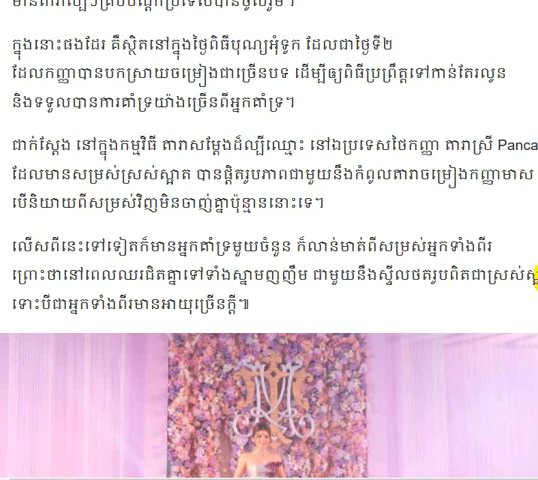 ក្នុងនោះផងដែរ គឺស្ថិតនៅក្នុងថ្ងៃពិធីបុណ្យអុំទូក ដែលជាថ្ងៃទី២
ដែលកញ្ញាបានបកស្រាយចម្រៀងជាច្រើនបទ ដើម្បីឲ្យពិធីប្រព្រឹត្តទៅកាន់តែរលូន
និងទទួលបានការគាំទ្រយ៉ាងច្រើនពីអ្នកគាំទ្រ។
ជាក់ស្តែង នៅក្នុងកម្មវិធី តារាសម្តែងដ៏ល្បីឈ្មោះ នៅឯប្រទេសថៃកញ្ញា តារាស្រី Panca
ដែលមានសម្រស់ស្រស់ស្អាត បានផ្តិតរូបភាពជាមួយនឹងកំពូលតារាចម្រៀងកញ្ញាមាស
បើនិយាយពីសម្រស់វិញមិនចាញ់គ្នាប៉ុន្មាននោះទេ។
លើសពីនេះទៅទៀតក៏មានអ្នកគាំទ្រមួយចំនួន ក៏លាន់មាត់ពីសម្រស់អ្នកទាំងពីរ
ព្រោះថានៅពេលឈរជិតគ្នាទៅទាំងស្នាមញញឹម ជាមួយនឹងស្ទីលថតរូបពិតជាស្រស់
ទោះបីជាអ្នកទាំងពីរមានអាយុច្រើនក្តី៕